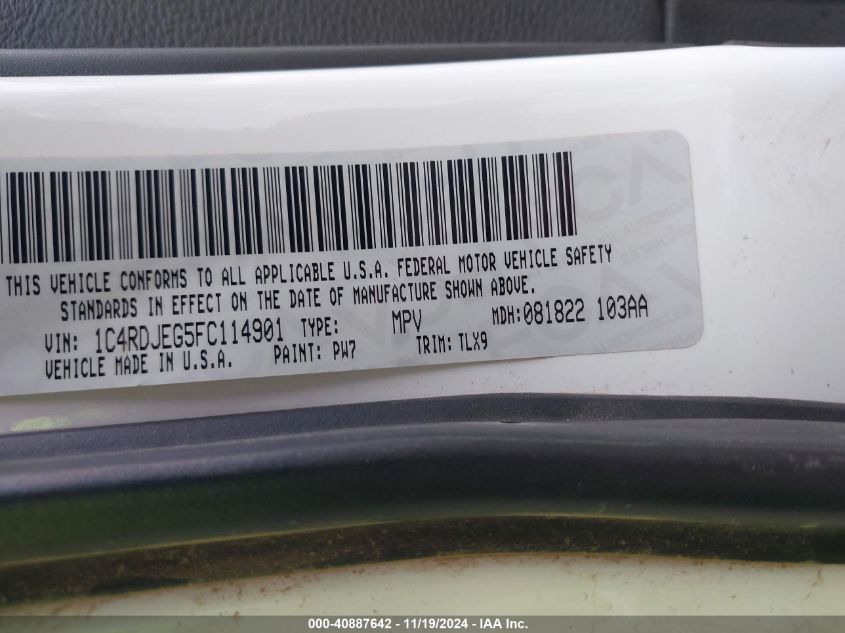 THIS VEHICLE CONFORMS TO ALL APPLICABLE U.S.A. FEDERAL MOTOR VEHICLE SAFETY
STANDARDS IN EFFECT ON THE DATE OF MANUFACTURE SHOWN ABOVE.
VIN: 1C4RDJEG5FC114901 TYPE: MPV MDH: 081822 103AA
VEHICLE MADE IN U.S.A. PAINT: PW7 TRIM: TLX9
000-40887642 - 11/19/2024 - IAA Inc.